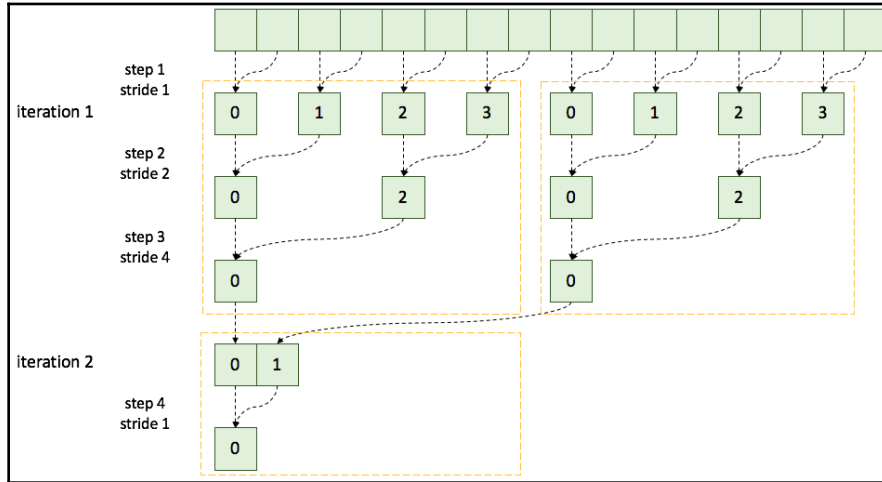 step 1
stride 1
iteration 1
0 1 2 3 0 1 2 3
step 2
stride 2
0 2 0 2
step 3
stride 4
0 0
iteration 2
0 1
step 4
stride 1
0